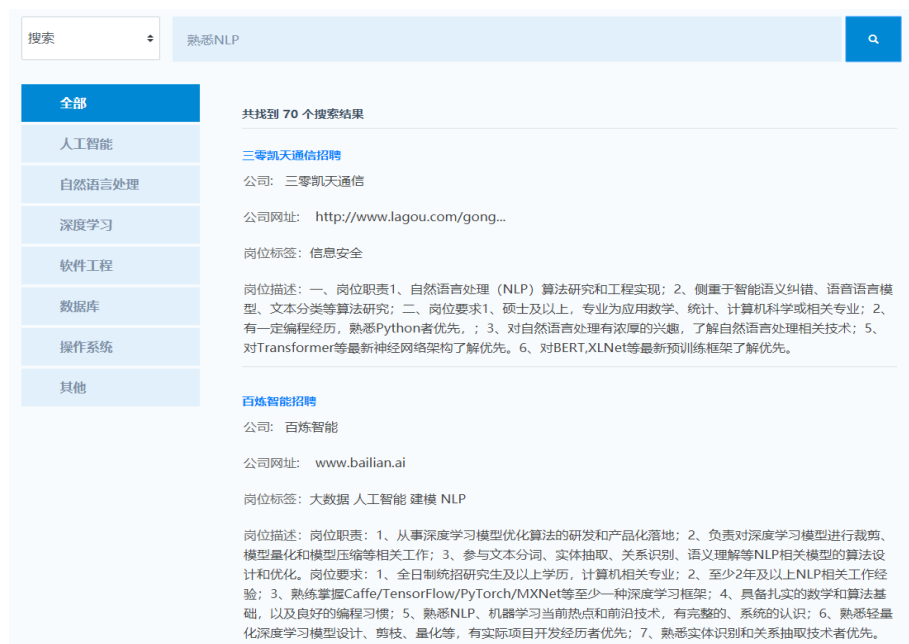 搜索
熟悉NLP
全部
人工智能
自然语言处理
深度学习
软件工程
数据库
操作系统
其他
共找到 70 个搜索结果
三零凯天通信招聘
公司: 三零凯天通信
公司网址: http://www.lagou.com/gong...
岗位标签: 信息安全
岗位描述: 一、岗位职责1、自然语言处理（NLP）算法研究和工程实现；2、侧重于智能语义纠错、语音语言模
型、文本分类等算法研究；二、岗位要求1、硕士及以上，专业为应用数学、统计、计算机科学或相关专业；2、
有一定编程经历，熟悉Python者优先，；3、对自然语言处理有浓厚的兴趣，了解自然语言处理相关技术；5、
对Transformer等最新神经网络架构了解优先。6、对BERT,XLNet等最新预训练框架了解优先。
百炼智能招聘
公司: 百炼智能
公司网址: www.bailian.ai
岗位标签: 大数据 人工智能 建模 NLP
岗位描述: 岗位职责：1、从事深度学习模型优化算法的研发和产品化落地；2、负责对深度学习模型进行裁剪、
模型量化和模型压缩等相关工作；3、参与文本分词、实体抽取、关系识别、语义理解等NLP相关模型的算法设
计和优化。岗位要求：1、全日制统招研究生及以上学历，计算机相关专业；2、至少2年及以上NLP相关工作经
验；3、熟练掌握Caffe/TensorFlow/PyTorch/MXNet等至少一种深度学习框架；4、具备扎实的数学和算法基
础，以及良好的编程习惯；5、熟悉NLP、机器学习当前热点和前沿技术，有完整的、系统的认识；6、熟悉轻量
化深度学习模型设计、剪枝、量化等，有实际项目开发经历者优先；7、熟悉实体识别和关系抽取技术者优先。